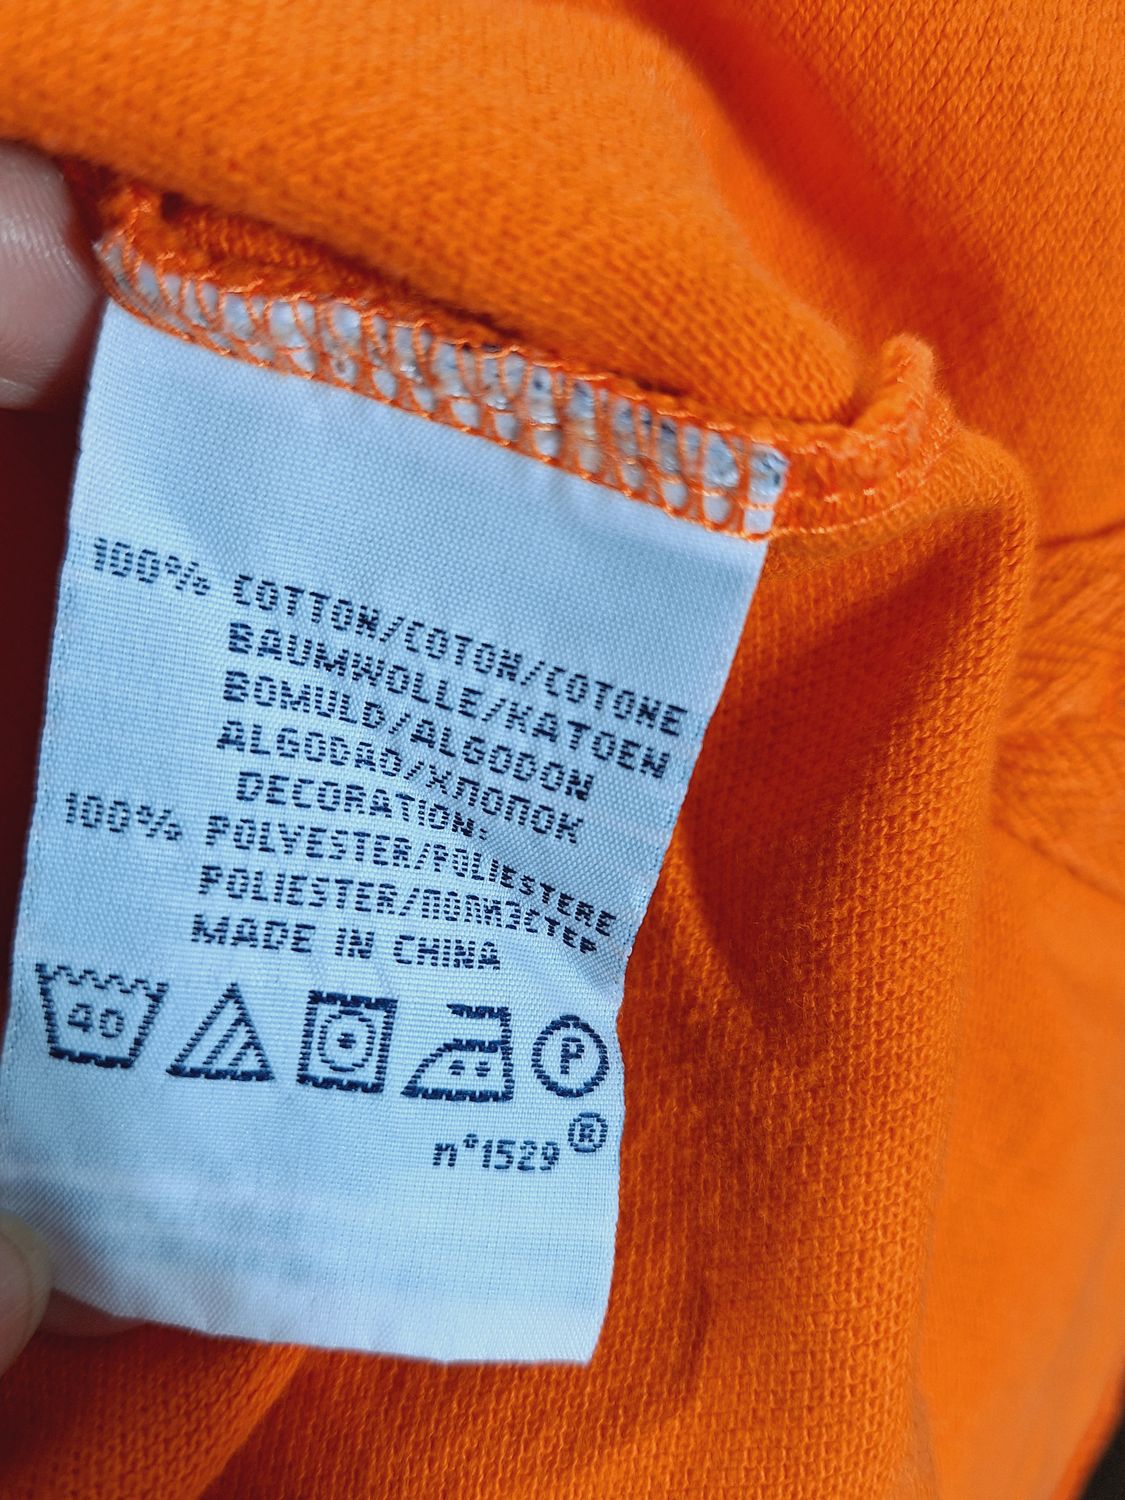 100% COTTON/COTON/COTONE
BAUMWOLLE/KATOEN
BOMULD/ALGODON
ALGODAO/ХЛОПОК
DECORATION:
100% POLYESTER/POLIESTERE
POLIESTER/ПОЛИЭСТЕР
MADE IN CHINA
40
P
n°1529®